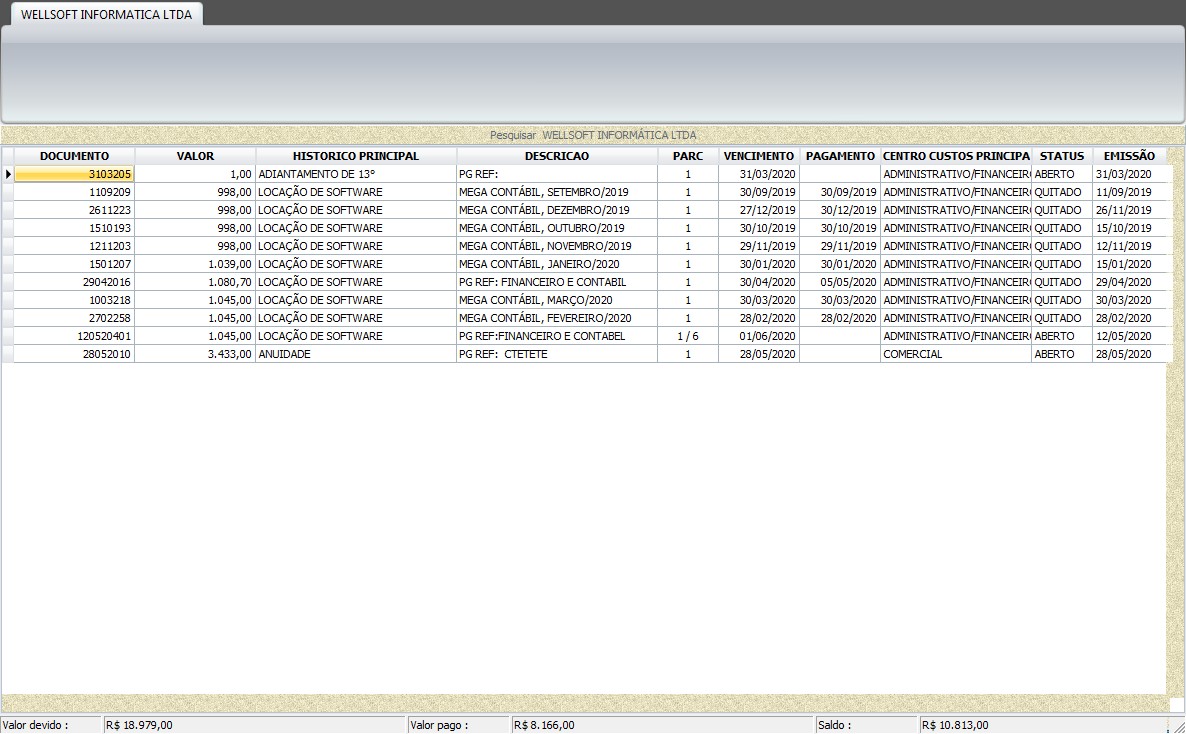 WELLSOFT INFORMATICA LTDA
Pesquisar WELLSOFT INFORMÁTICA LTDA
DOCUMENTO VALOR HISTORICO PRINCIPAL DESCRICAO PARC VENCIMENTO PAGAMENTO CENTRO CUSTOS PRINCIPA STATUS EMISSÃO
3103205 1,00 ADIANTAMENTO DE 13º PG REF: 1 31/03/2020 ADMINISTRATIVO/FINANCEIR ABERTO 31/03/2020
1109209 998,00 LOCAÇÃO DE SOFTWARE MEGA CONTÁBIL, SETEMBRO/2019 1 30/09/2019 30/09/2019 ADMINISTRATIVO/FINANCEIR QUITADO 11/09/2019
2611223 998,00 LOCAÇÃO DE SOFTWARE MEGA CONTÁBIL, DEZEMBRO/2019 1 27/12/2019 30/12/2019 ADMINISTRATIVO/FINANCEIR QUITADO 26/11/2019
1510193 998,00 LOCAÇÃO DE SOFTWARE MEGA CONTÁBIL, OUTUBRO/2019 1 30/10/2019 30/10/2019 ADMINISTRATIVO/FINANCEIR QUITADO 15/10/2019
1211203 998,00 LOCAÇÃO DE SOFTWARE MEGA CONTÁBIL, NOVEMBRO/2019 1 29/11/2019 29/11/2019 ADMINISTRATIVO/FINANCEIR QUITADO 12/11/2019
1501207 1.039,00 LOCAÇÃO DE SOFTWARE MEGA CONTÁBIL, JANEIRO/2020 1 30/01/2020 30/01/2020 ADMINISTRATIVO/FINANCEIR QUITADO 15/01/2020
29042016 1.080,70 LOCAÇÃO DE SOFTWARE PG REF: FINANCEIRO E CONTABIL 1 30/04/2020 05/05/2020 ADMINISTRATIVO/FINANCEIR QUITADO 29/04/2020
1003218 1.045,00 LOCAÇÃO DE SOFTWARE MEGA CONTÁBIL, MARÇO/2020 1 30/03/2020 30/03/2020 ADMINISTRATIVO/FINANCEIR QUITADO 30/03/2020
2702258 1.045,00 LOCAÇÃO DE SOFTWARE MEGA CONTÁBIL, FEVEREIRO/2020 1 28/02/2020 28/02/2020 ADMINISTRATIVO/FINANCEIR QUITADO 28/02/2020
120520401 1.045,00 LOCAÇÃO DE SOFTWARE PG REF:FINANCEIRO E CONTABEL 1 / 6 01/06/2020 ADMINISTRATIVO/FINANCEIR ABERTO 12/05/2020
28052010 3.433,00 ANUIDADE PG REF: CTETETE 1 28/05/2020 COMERCIAL ABERTO 28/05/2020
Valor devido : R$ 18.979,00 Valor pago : R$ 8.166,00 Saldo : R$ 10.813,00